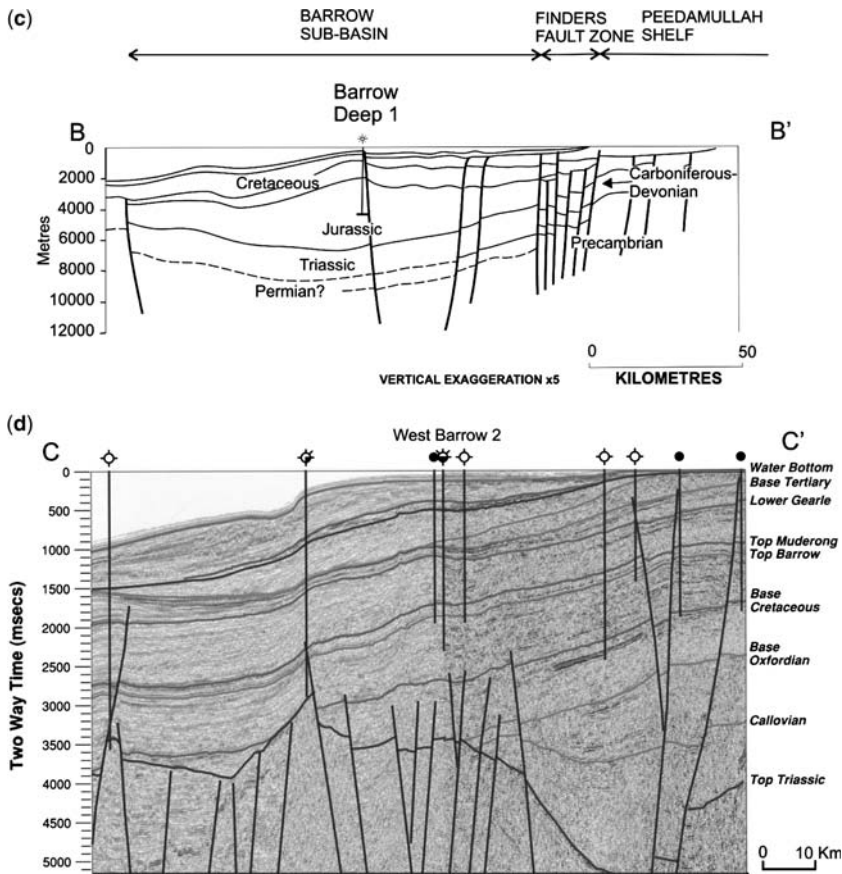 (c)
BARROW
SUB-BASIN
FINDERS
FAULT ZONE
PEEDAMULLAH
SHELF
Barrow
Deep 1
B
B'
0
2000
4000
6000
8000
10000
12000
Metres
Cretaceous
Jurassic
Triassic
Permian?
Carboniferous-
Devonian
Precambrian
VERTICAL EXAGGERATION x5
0
50
KILOMETRES
(d)
C
West Barrow 2
C'
0
500
1000
1500
2000
2500
3000
3500
4000
4500
5000
Two Way Time (msecs)
Water Bottom
Base Tertiary
Lower Gearle
Top Muderong
Top Barrow
Base
Cretaceous
Base
Oxfordian
Callovian
Top Triassic
0 10 Km